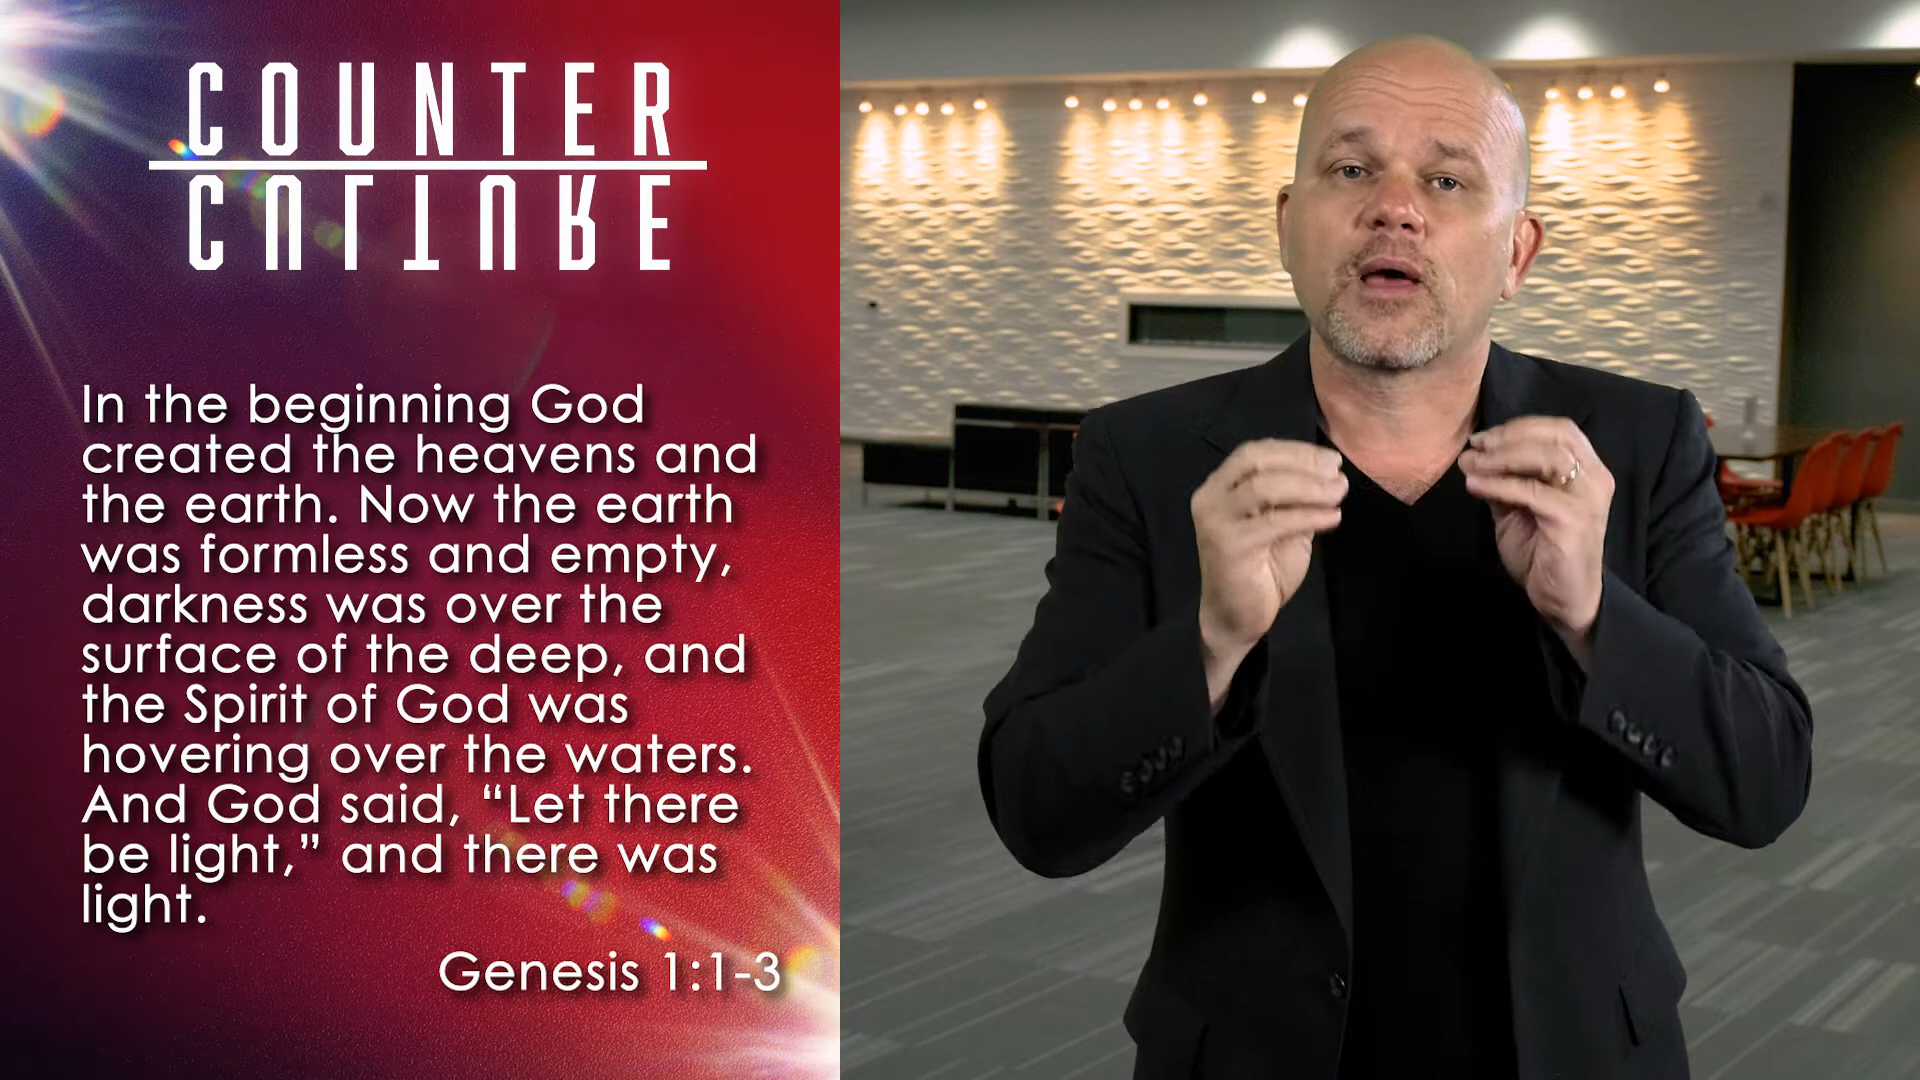 COUNTER
CULTURE
In the beginning God
created the heavens and
the earth. Now the earth
was formless and empty,
darkness was over the
surface of the deep, and
the Spirit of God was
hovering over the waters.
And God said, “Let there
be light,” and there was
light.
Genesis 1:1-3